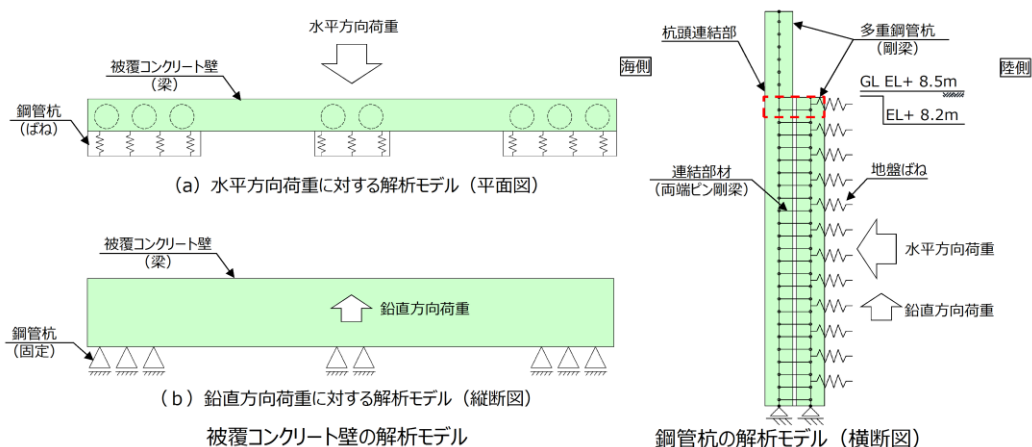 水平方向荷重
被覆コンクリート壁
（梁）
鋼管杭
（ばね）
（a）水平方向荷重に対する解析モデル（平面図）
被覆コンクリート壁
（梁）
鉛直方向荷重
鋼管杭
（固定）
（b）鉛直方向荷重に対する解析モデル（縦断図）
被覆コンクリート壁の解析モデル
海側
杭頭連結部
多重鋼管杭
（剛梁）
陸側
GL EL+ 8.5m
EL+ 8.2m
連結部材
（両端ピン剛梁）
地盤ばね
水平方向荷重
鉛直方向荷重
鋼管杭の解析モデル（横断図）